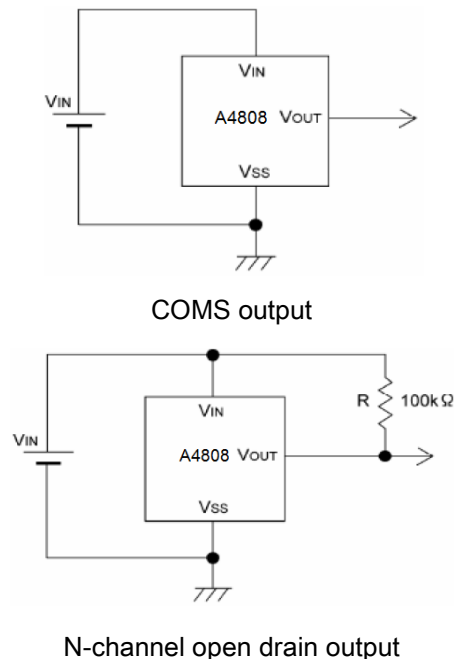 VIN
VIN
A4808 VOUT
VSS
COMS output
R 100kΩ
VIN
VIN
A4808 VOUT
VSS
N-channel open drain output